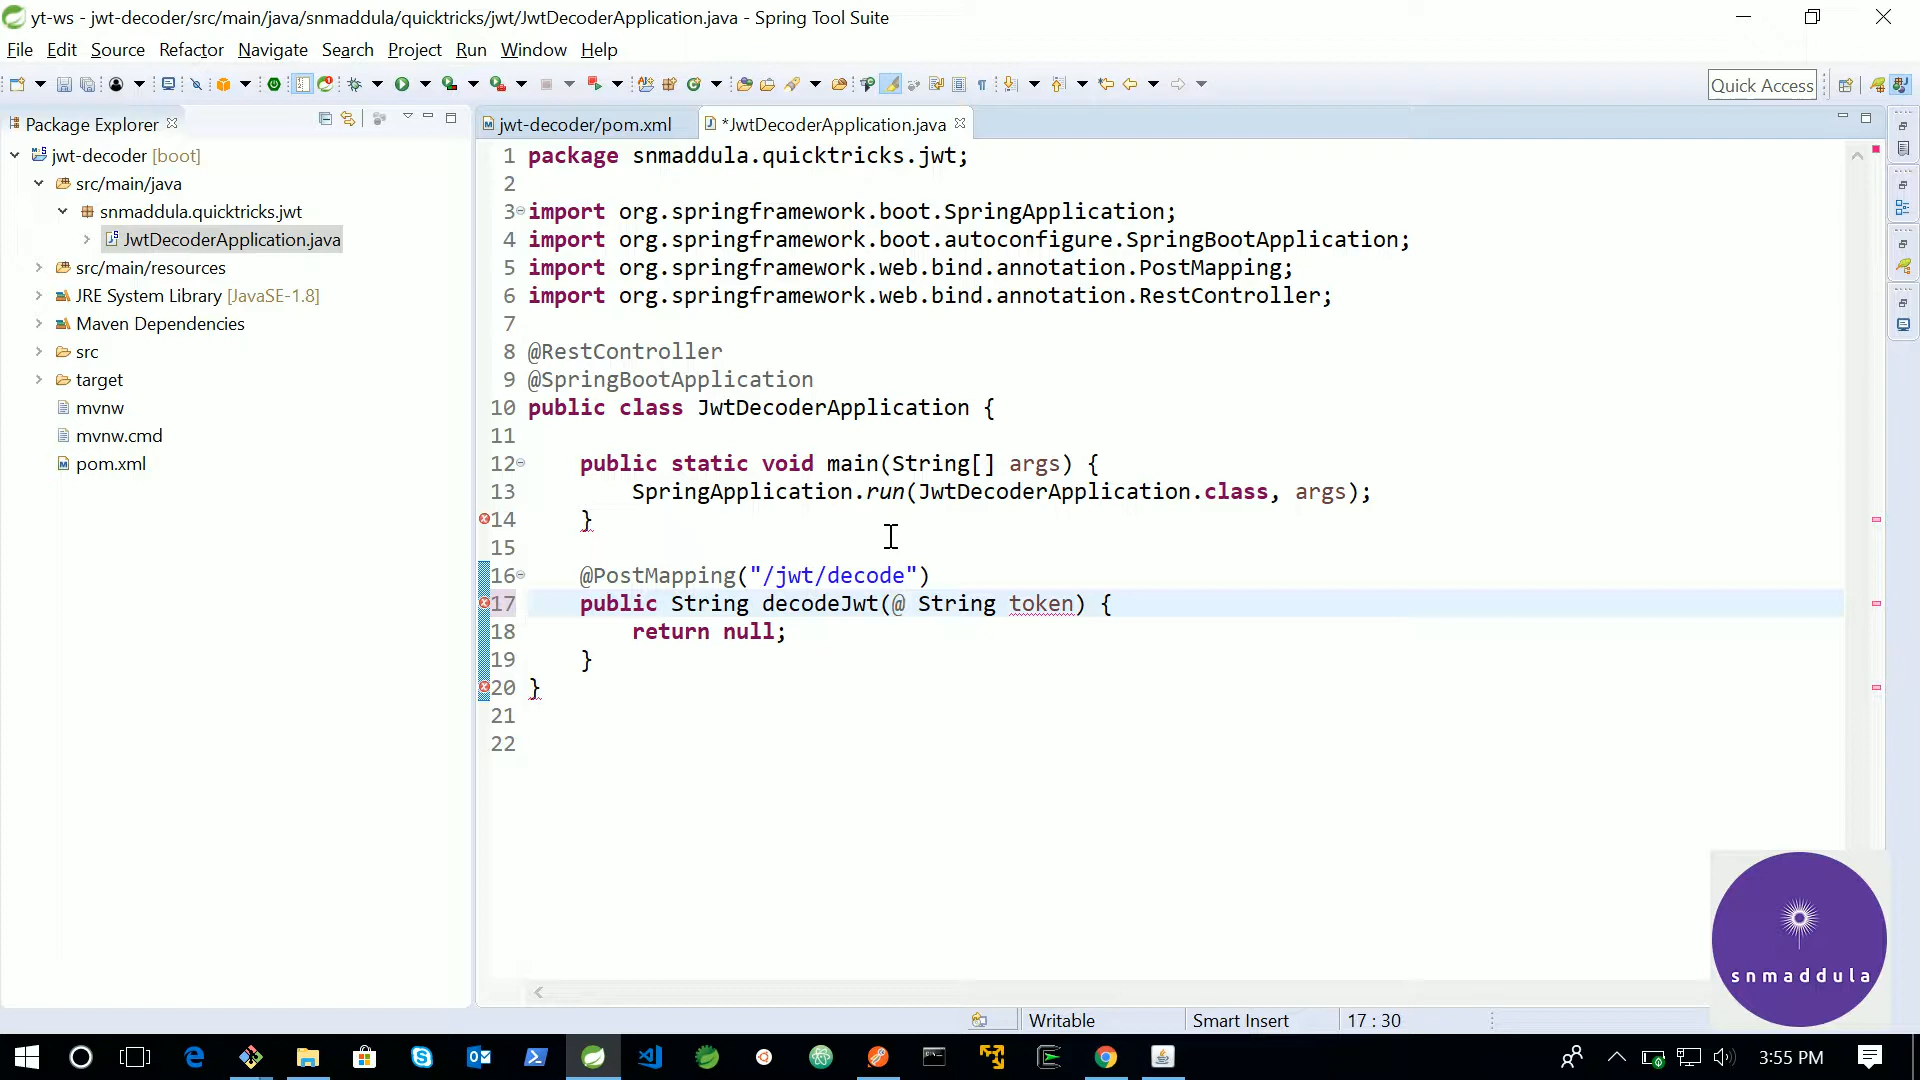 yt-ws - jwt-decoder/src/main/java/snmaddula/quicktricks/jwt/JwtDecoderApplication.java - Spring Tool Suite
File Edit Source Refactor Navigate Search Project Run Window Help
Quick Access
Package Explorer
jwt-decoder [boot]
src/main/java
snmaddula.quicktricks.jwt
JwtDecoderApplication.java
src/main/resources
JRE System Library [JavaSE-1.8]
Maven Dependencies
src
target
mvnw
mvnw.cmd
pom.xml
jwt-decoder/pom.xml
*JwtDecoderApplication.java
1 package snmaddula.quicktricks.jwt;
2
3 import org.springframework.boot.SpringApplication;
4 import org.springframework.boot.autoconfigure.SpringBootApplication;
5 import org.springframework.web.bind.annotation.PostMapping;
6 import org.springframework.web.bind.annotation.RestController;
7
8 @RestController
9 @SpringBootApplication
10 public class JwtDecoderApplication {
11
12 public static void main(String[] args) {
13 SpringApplication.run(JwtDecoderApplication.class, args);
14 }
15
16 @PostMapping("/jwt/decode")
17 public String decodeJwt(@ String token) {
18 return null;
19 }
20 }
21
22
snmaddula
Writable
Smart Insert
17 : 30
3:55 PM